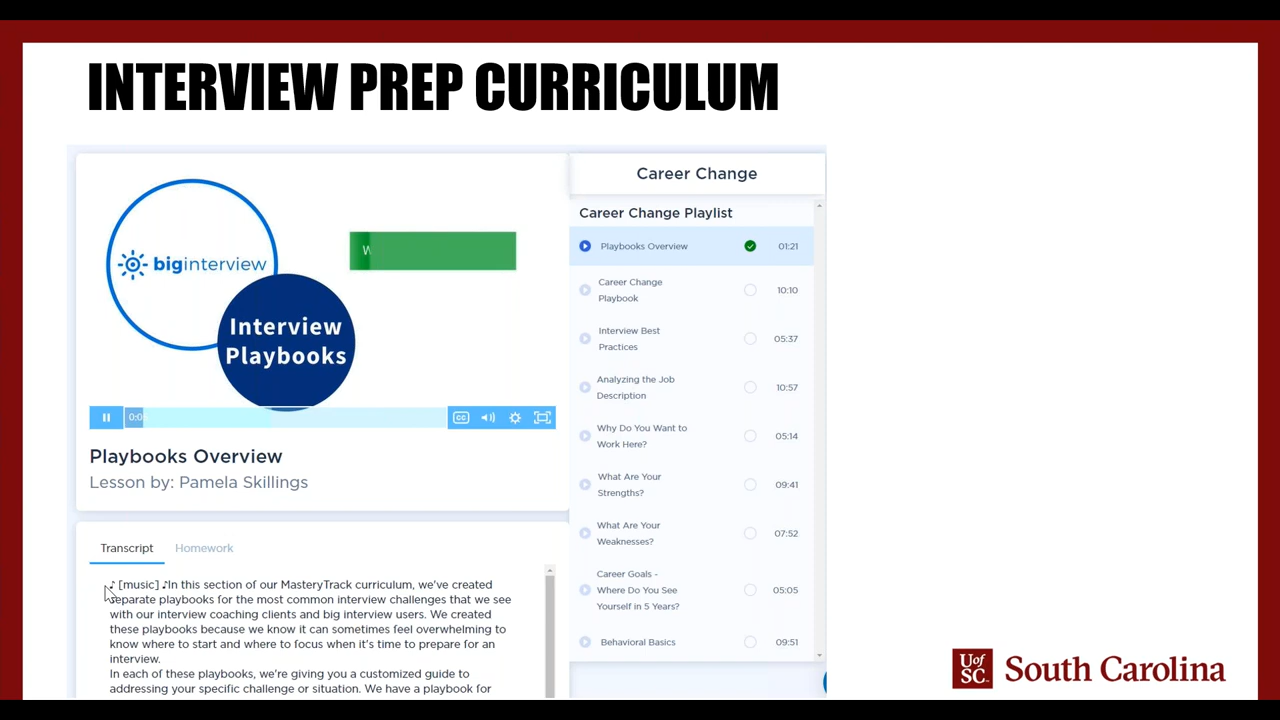 INTERVIEW PREP CURRICULUM
biginterview
Interview
Playbooks
W
0:0
CC
Playbooks Overview
Lesson by: Pamela Skillings
Transcript Homework
♪ [music] ♪In this section of our MasteryTrack curriculum, we've created
separate playbooks for the most common interview challenges that we see
with our interview coaching clients and big interview users. We created
these playbooks because we know it can sometimes feel overwhelming to
know where to start and where to focus when it's time to prepare for an
interview.
In each of these playbooks, we're giving you a customized guide to
addressing your specific challenge or situation. We have a playbook for
Career Change
Career Change Playlist
Playbooks Overview 01:21
Career Change
Playbook 10:10
Interview Best
Practices 05:37
Analyzing the Job
Description 10:57
Why Do You Want to
Work Here? 05:14
What Are Your
Strengths? 09:41
What Are Your
Weaknesses? 07:52
Career Goals -
Where Do You See 05:05
Yourself in 5 Years?
Behavioral Basics 09:51
UofSC South Carolina